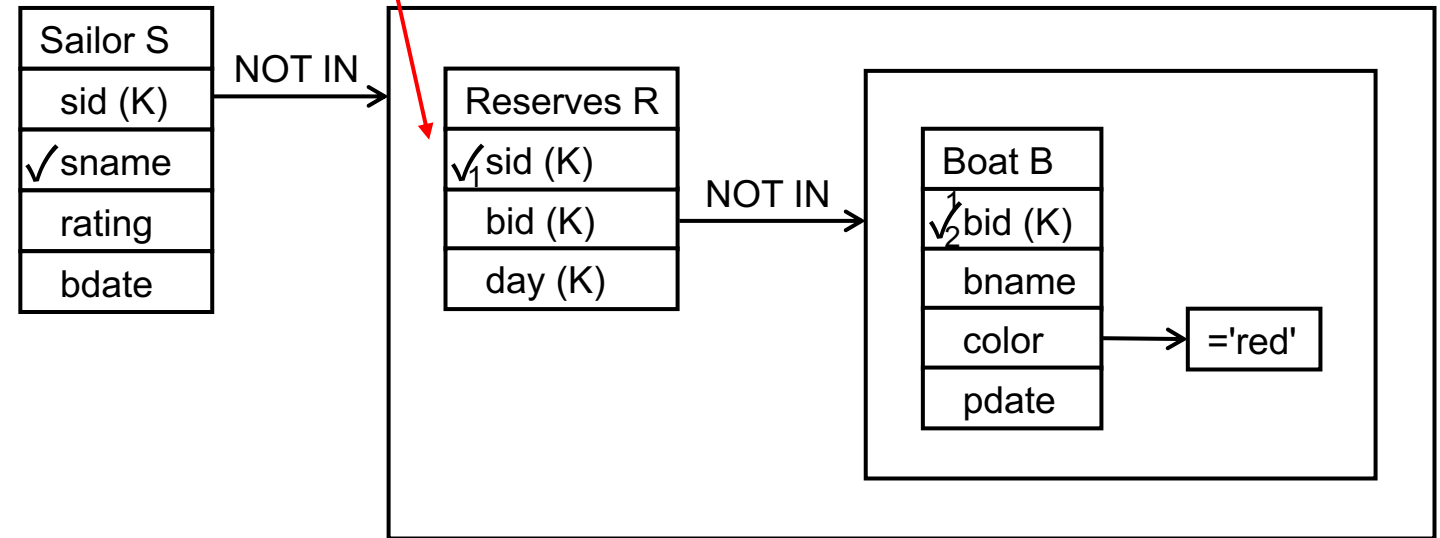 Sailor S
sid (K)
✓ sname
rating
bdate
NOT IN
Reserves R
✓1 sid (K)
bid (K)
day (K)
NOT IN
Boat B
✓1 2 bid (K)
bname
color
pdate
='red'